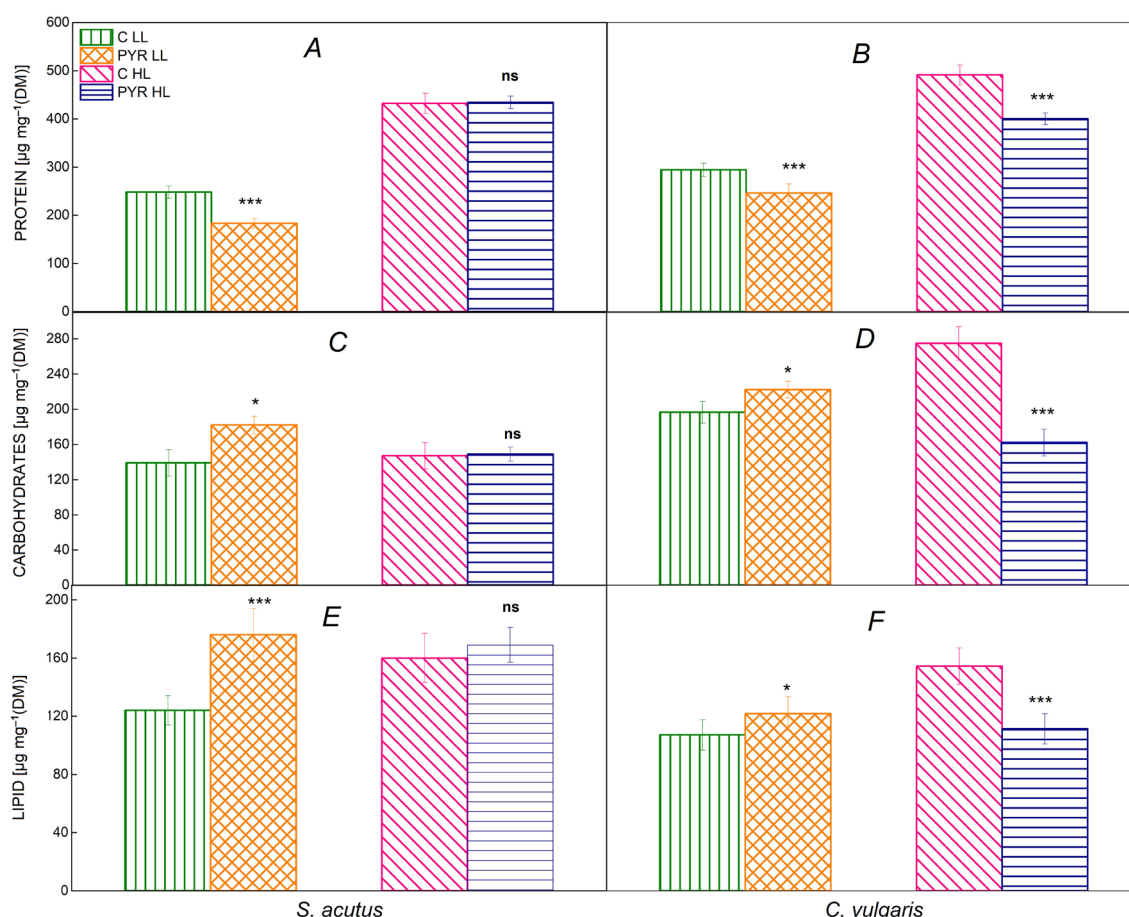 C LL
PYR LL
C HL
PYR HL
A
B
ns
***
***
***
PROTEIN [µg mg⁻¹(DM)]
600
500
400
300
200
100
0
C
D
*
ns
*
***
CARBOHYDRATES [µg mg⁻¹(DM)]
280
240
200
160
120
80
40
0
E
F
***
ns
*
***
LIPID [µg mg⁻¹(DM)]
200
160
120
80
40
0
S. acutus
C. vulgaris